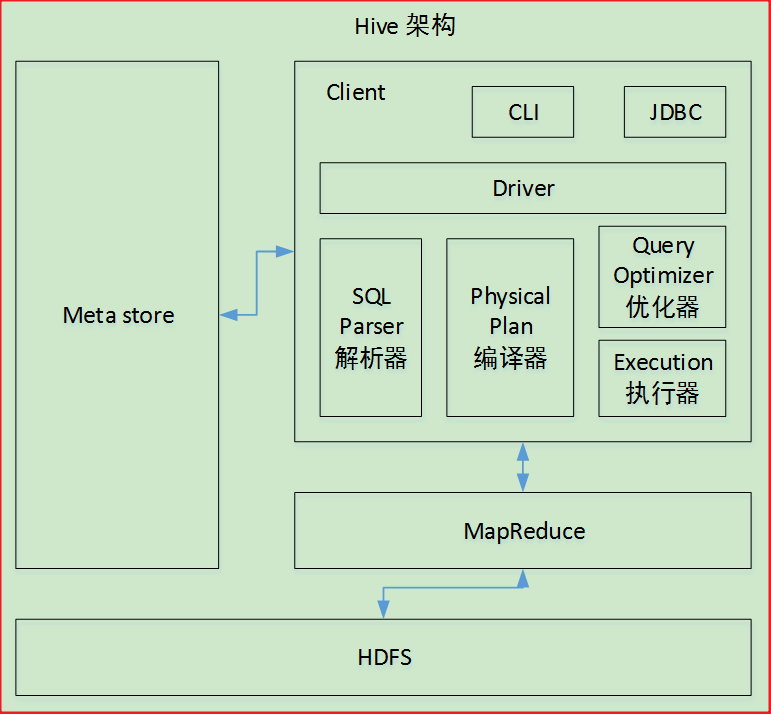 Hive 架构
Client
CLI
JDBC
Driver
Meta store
SQL
Parser
解析器
Physical
Plan
编译器
Query
Optimizer
优化器
Execution
执行器
MapReduce
HDFS